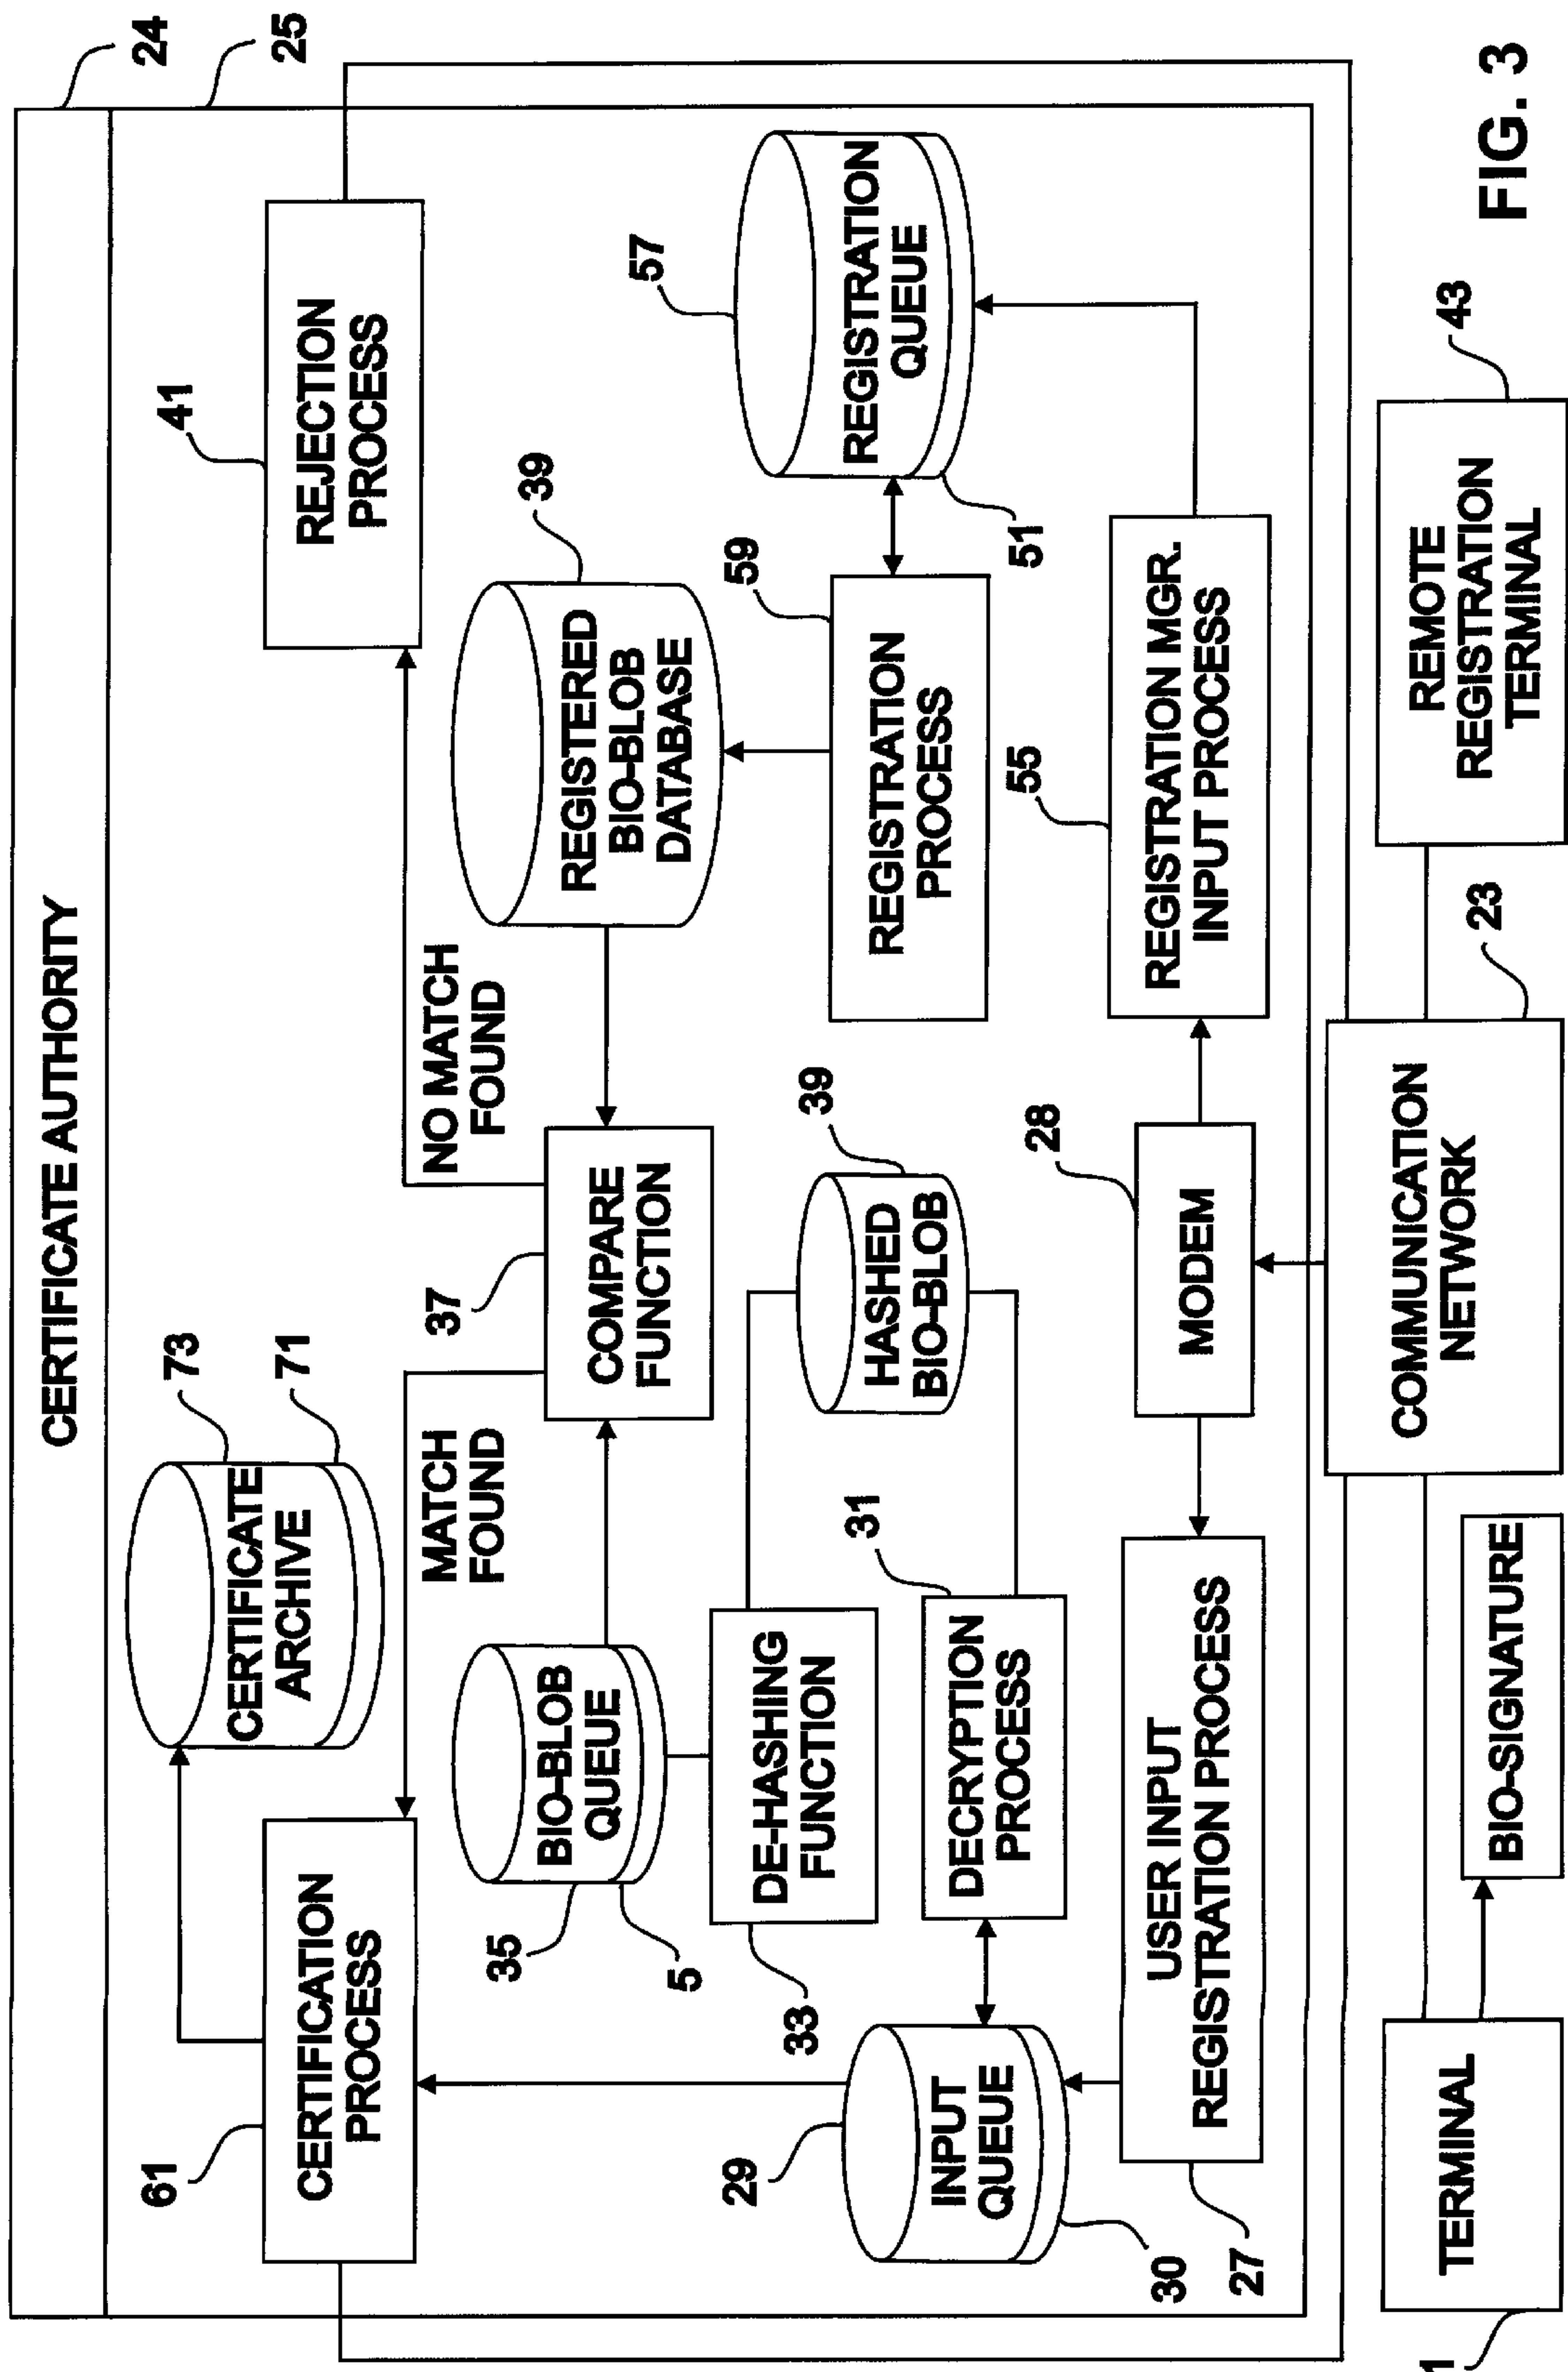 CERTIFICATE AUTHORITY
24
25
61
CERTIFICATION
PROCESS
CERTIFICATE
ARCHIVE
73
71
41
REJECTION
PROCESS
MATCH
FOUND
NO MATCH
FOUND
37
COMPARE
FUNCTION
BIO-BLOB
QUEUE
35
5
REGISTERED
BIO-BLOB
DATABASE
39
57
REGISTRATION
QUEUE
51
DE-HASHING
FUNCTION
33
HASHED
BIO-BLOB
39
59
REGISTRATION
PROCESS
29
INPUT
QUEUE
30
31
DECRYPTION
PROCESS
USER INPUT
REGISTRATION PROCESS
27
28
MODEM
55
REGISTRATION MGR.
INPUT PROCESS
1
TERMINAL
BIO-SIGNATURE
COMMUNICATION
NETWORK
23
REMOTE
REGISTRATION
TERMINAL
43
FIG. 3